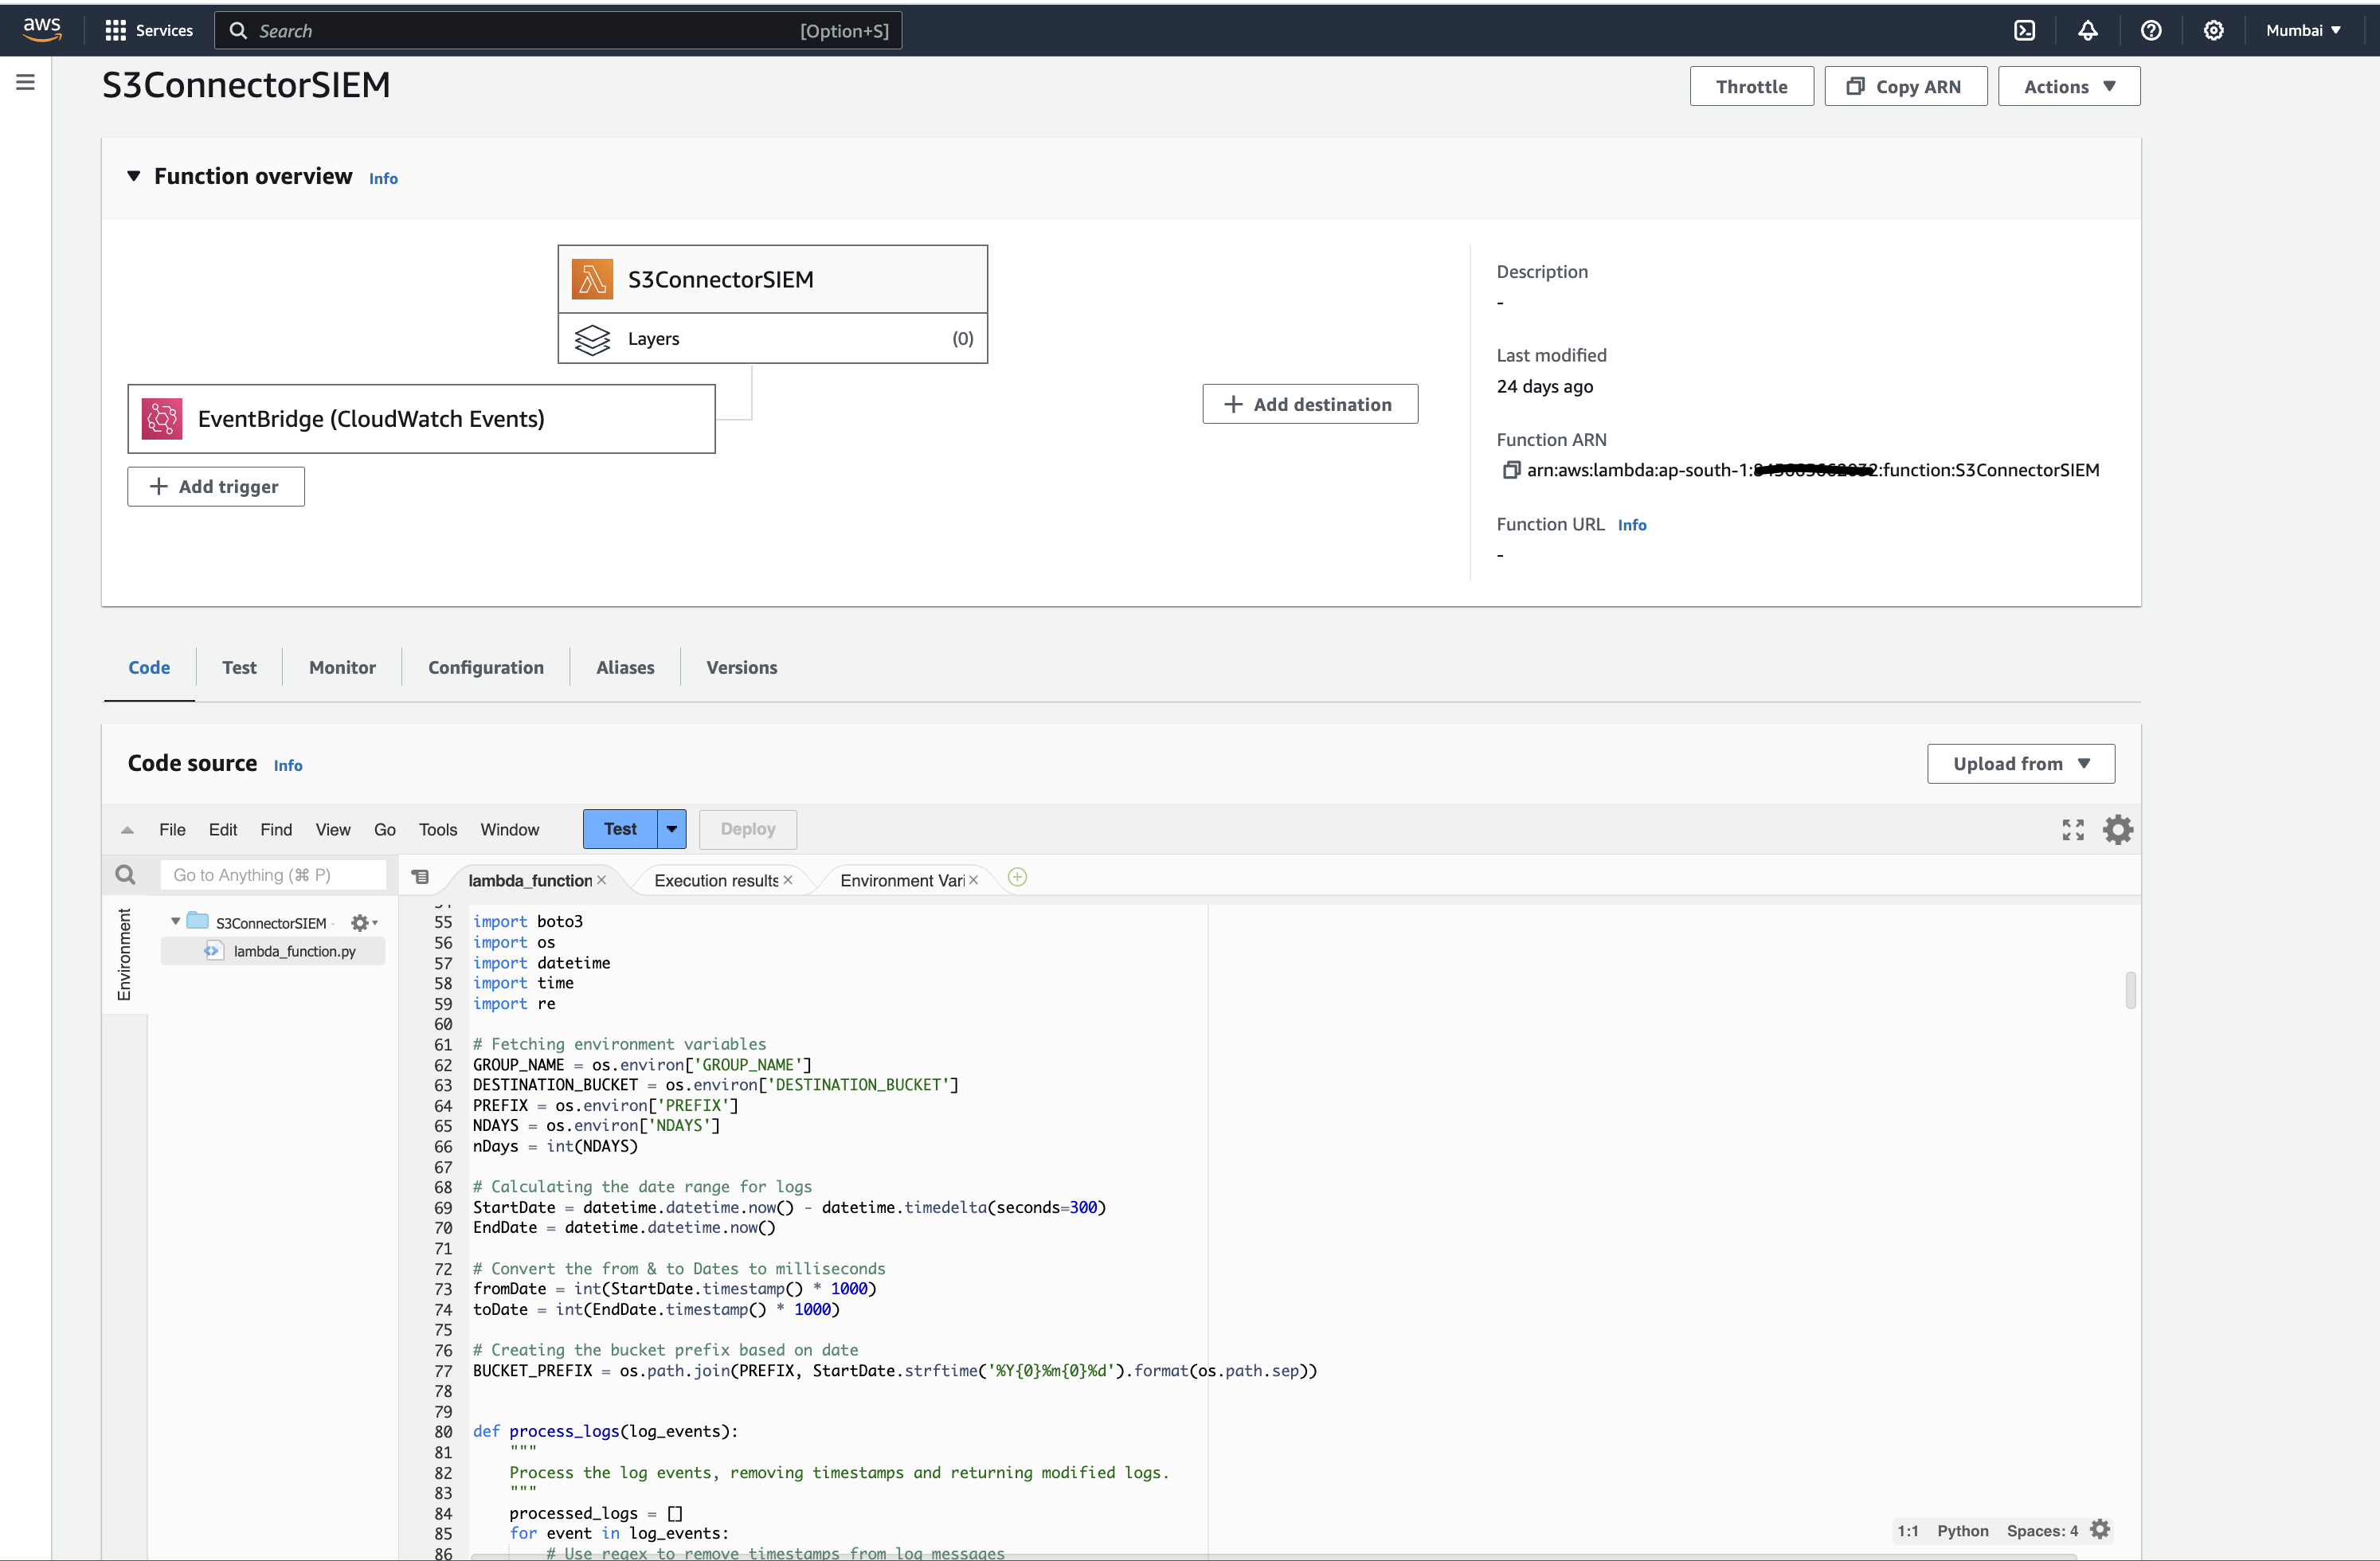 aws
Services
Search
[Option+S]
Mumbai
S3ConnectorSIEM
Throttle
Copy ARN
Actions
Function overview Info
S3ConnectorSIEM
Layers
(0)
EventBridge (CloudWatch Events)
Add trigger
Add destination
Description
-
Last modified
24 days ago
Function ARN
arn:aws:lambda:ap-south-1: 2:function:S3ConnectorSIEM
Function URL Info
-
Code
Test
Monitor
Configuration
Aliases
Versions
Code source Info
Upload from
File Edit Find View Go Tools Window
Test
Deploy
Go to Anything (⌘ P)
lambda_function ×
Execution results ×
Environment Vari ×
Environment
S3ConnectorSIEM -
lambda_function.py
55 import boto3
56 import os
57 import datetime
58 import time
59 import re
60
61 # Fetching environment variables
62 GROUP_NAME = os.environ['GROUP_NAME']
63 DESTINATION_BUCKET = os.environ['DESTINATION_BUCKET']
64 PREFIX = os.environ['PREFIX']
65 NDAYS = os.environ['NDAYS']
66 nDays = int(NDAYS)
67
68 # Calculating the date range for logs
69 StartDate = datetime.datetime.now() - datetime.timedelta(seconds=300)
70 EndDate = datetime.datetime.now()
71
72 # Convert the from & to Dates to milliseconds
73 fromDate = int(StartDate.timestamp() * 1000)
74 toDate = int(EndDate.timestamp() * 1000)
75
76 # Creating the bucket prefix based on date
77 BUCKET_PREFIX = os.path.join(PREFIX, StartDate.strftime('%Y{0}%m{0}%d').format(os.path.sep))
78
79
80 def process_logs(log_events):
81 """
82 Process the log events, removing timestamps and returning modified logs.
83 """
84 processed_logs = []
85 for event in log_events:
86 # Use regex to remove timestamps from log messages
1:1 Python Spaces: 4